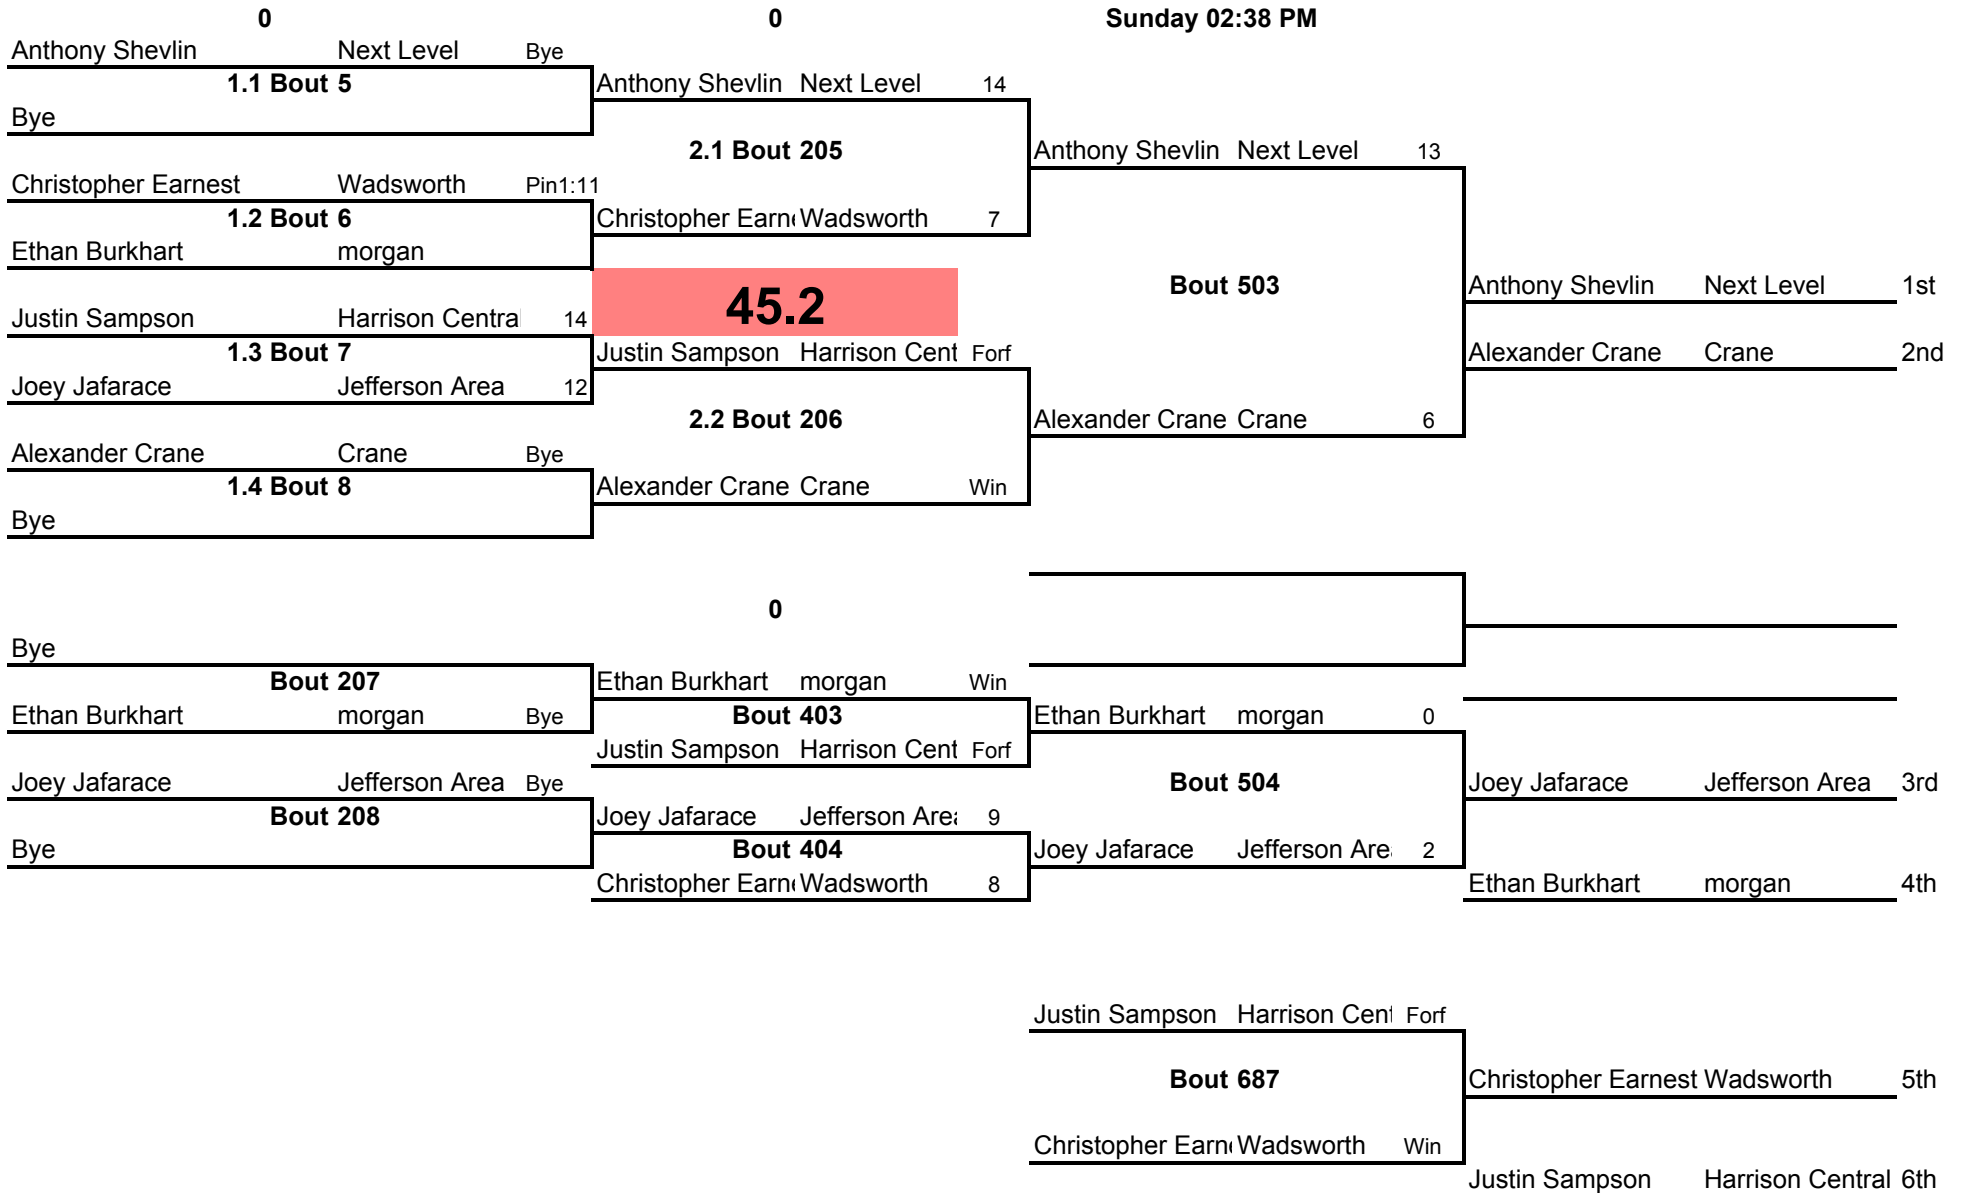 0 0 Sunday 02:38 PM
Anthony Shevlin Next Level Bye
1.1 Bout 5 Anthony Shevlin Next Level 14
Bye
2.1 Bout 205 Anthony Shevlin Next Level 13
Christopher Earnest Wadsworth Pin1:11
1.2 Bout 6 Christopher Earn Wadsworth 7
Ethan Burkhart morgan
Bout 503 Anthony Shevlin Next Level 1st
45.2
Justin Sampson Harrison Central 14
1.3 Bout 7 Justin Sampson Harrison Cent Forf Alexander Crane Crane 2nd
Joey Jafarace Jefferson Area 12
2.2 Bout 206 Alexander Crane Crane 6
Alexander Crane Crane Bye
1.4 Bout 8 Alexander Crane Crane Win
Bye
0
Bye
Bout 207 Ethan Burkhart morgan Win
Ethan Burkhart morgan Bye Bout 403 Ethan Burkhart morgan 0
Justin Sampson Harrison Cent Forf
Joey Jafarace Jefferson Area Bye Bout 504 Joey Jafarace Jefferson Area 3rd
Bout 208 Joey Jafarace Jefferson Area 9
Bye Bout 404 Joey Jafarace Jefferson Are 2
Christopher Earn Wadsworth 8 Ethan Burkhart morgan 4th
Justin Sampson Harrison Cent Forf
Bout 687 Christopher Earnest Wadsworth 5th
Christopher Earn Wadsworth Win
Justin Sampson Harrison Central 6th